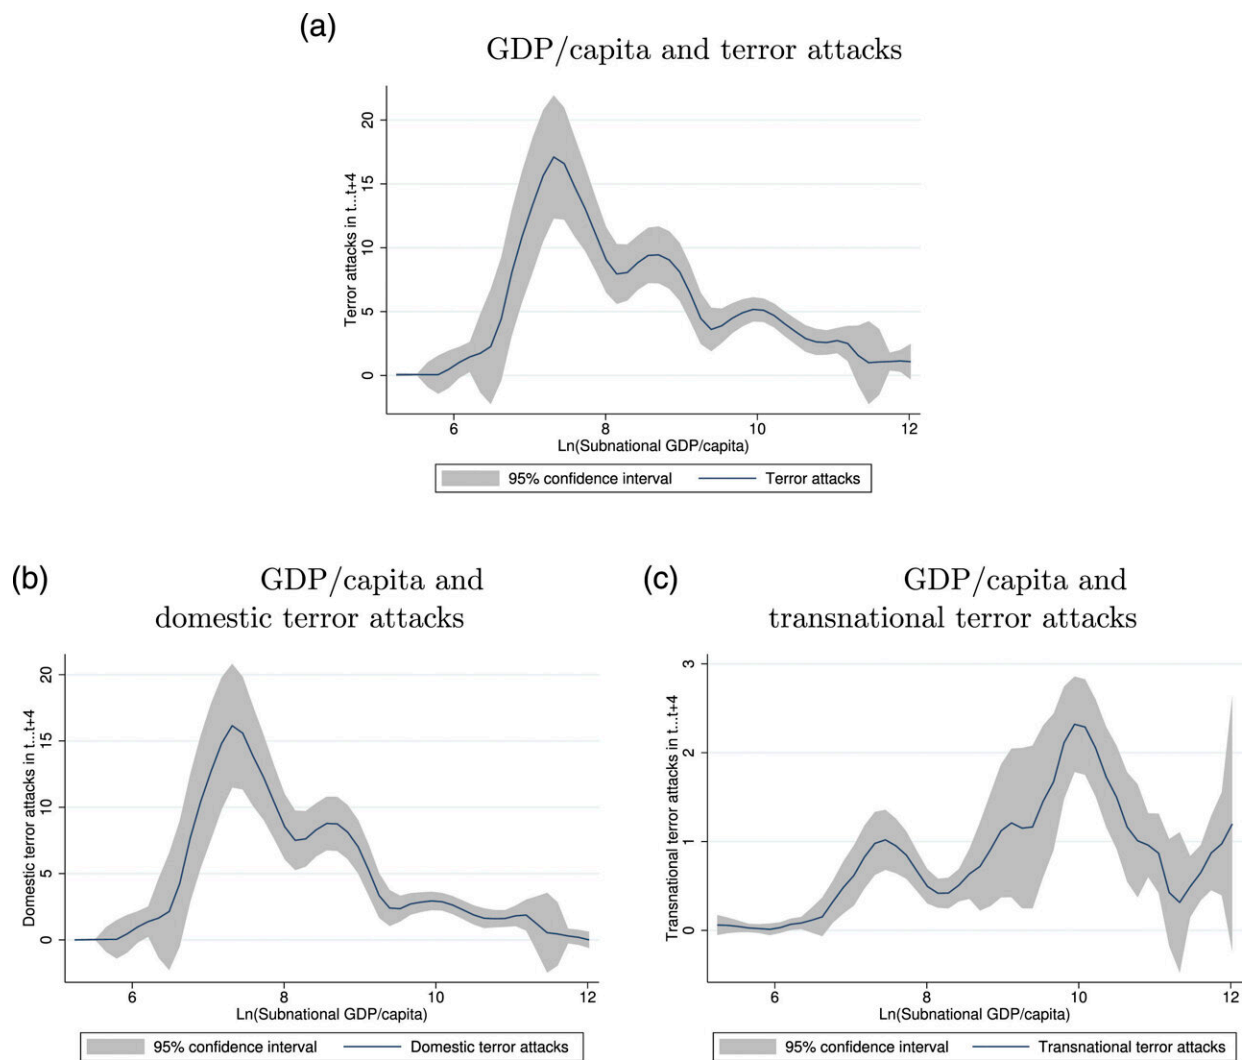 (a)
GDP/capita and terror attacks
Terror attacks in t...t+4
20
15
10
5
0
6 8 10 12
Ln(Subnational GDP/capita)
95% confidence interval Terror attacks
(b)
GDP/capita and
domestic terror attacks
Domestic terror attacks in t...t+4
20
15
10
5
0
6 8 10 12
Ln(Subnational GDP/capita)
95% confidence interval Domestic terror attacks
(c)
GDP/capita and
transnational terror attacks
Transnational terror attacks in t...t+4
3
2
1
0
6 8 10 12
Ln(Subnational GDP/capita)
95% confidence interval Transnational terror attacks